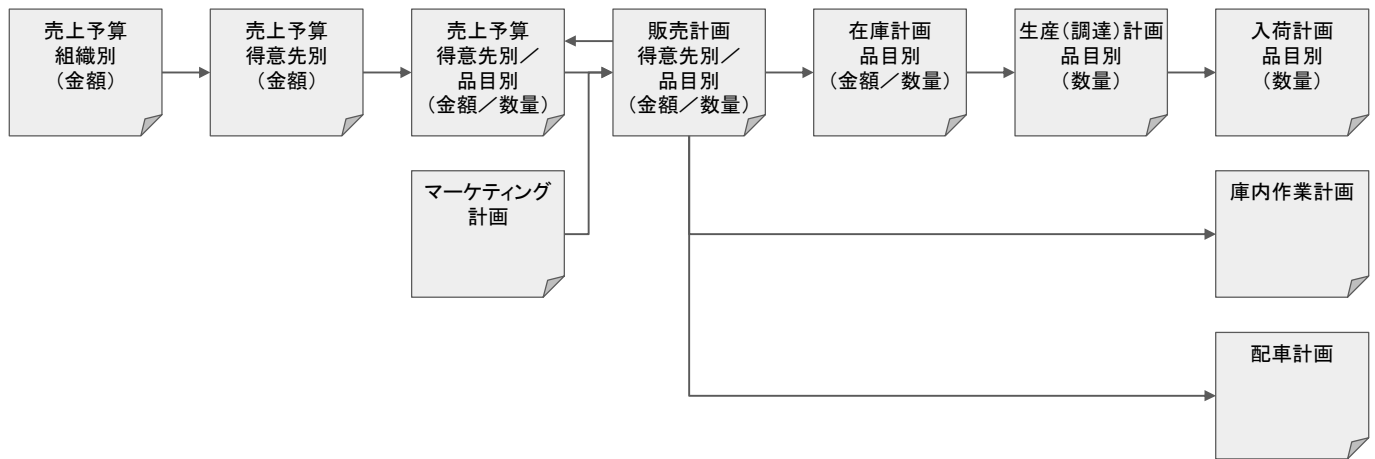 売上予算
組織別
（金額）
売上予算
得意先別
（金額）
売上予算
得意先別／
品目別
（金額／数量）
販売計画
得意先別／
品目別
（金額／数量）
在庫計画
品目別
（金額／数量）
生産（調達）計画
品目別
（数量）
入荷計画
品目別
（数量）
マーケティング
計画
庫内作業計画
配車計画